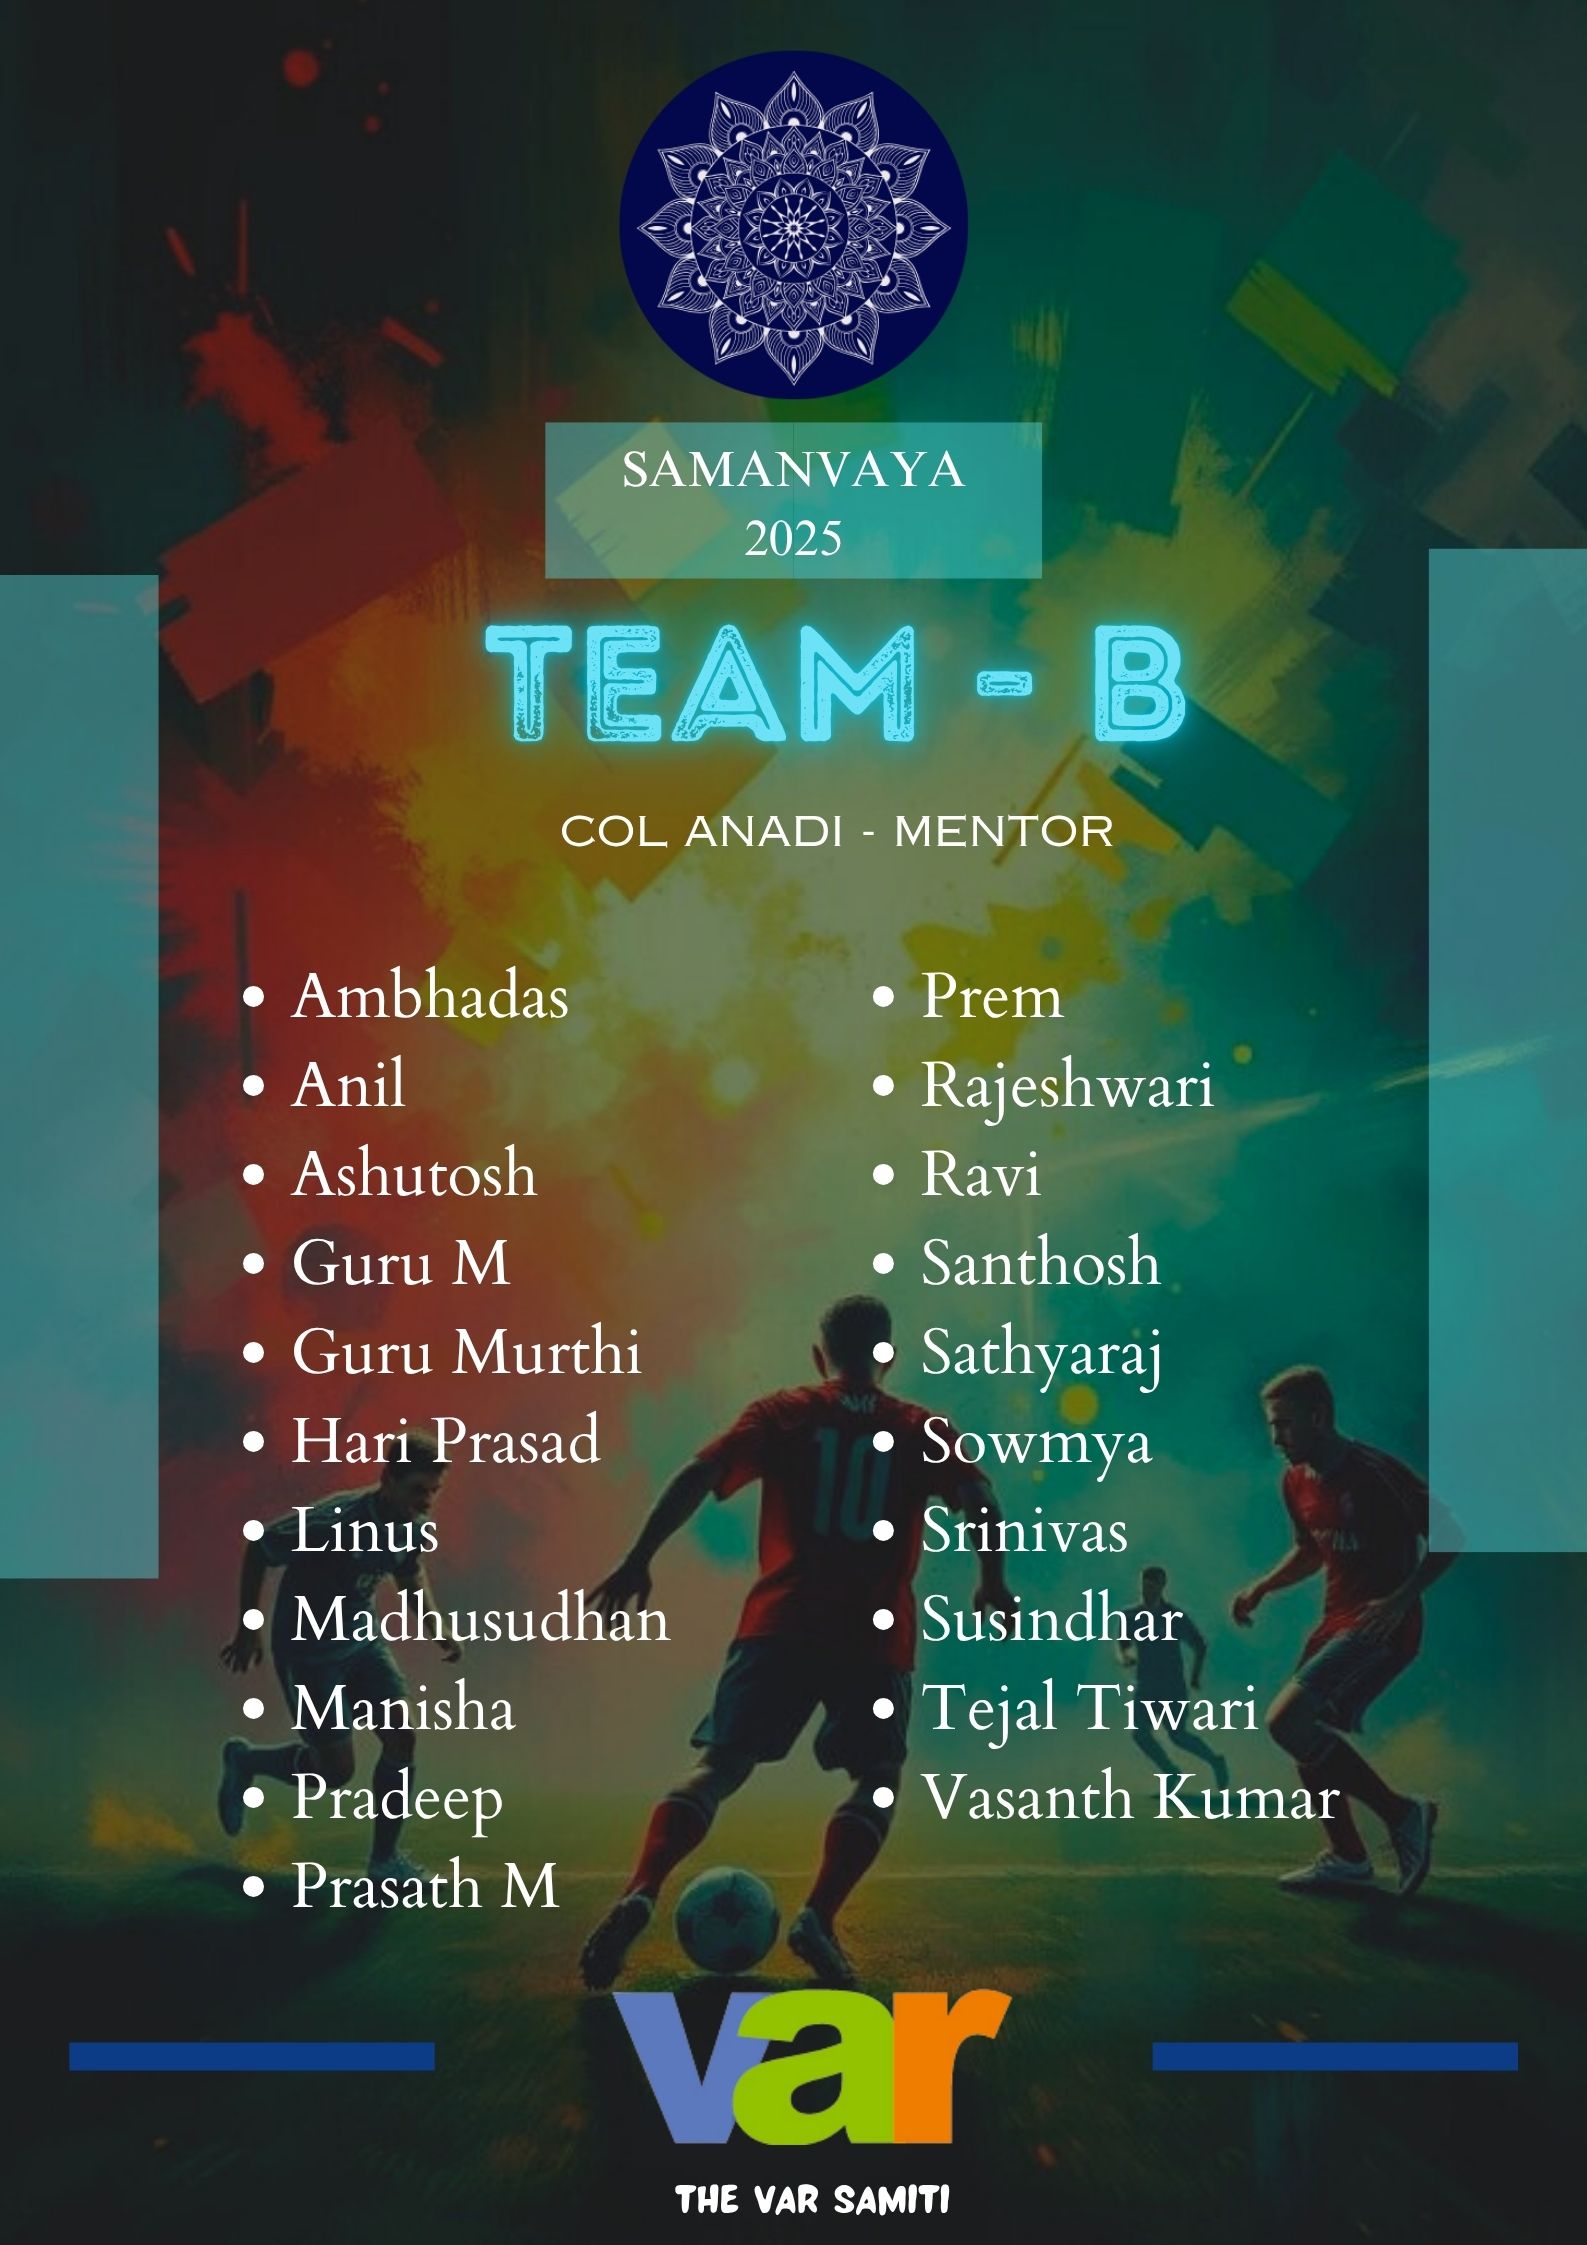 SAMANVAYA
2025
TEAM - B
COL ANADI - MENTOR
• Ambhadas
• Anil
• Ashutosh
• Guru M
• Guru Murthi
• Hari Prasad
• Linus
• Madhusudhan
• Manisha
• Pradeep
• Prasath M
• Prem
• Rajeshwari
• Ravi
• Santhosh
• Sathyaraj
• Sowmya
• Srinivas
• Susindhar
• Tejal Tiwari
• Vasanth Kumar
10
var
THE VAR SAMITI